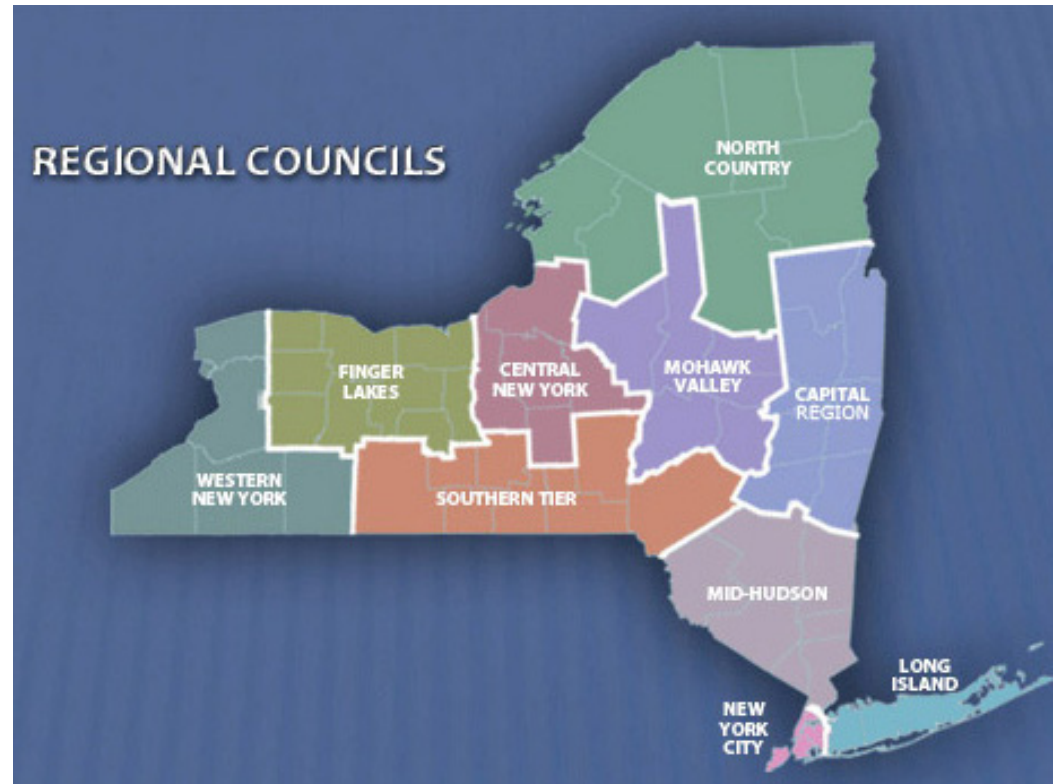 REGIONAL COUNCILS
NORTH
COUNTRY
FINGER
LAKES
CENTRAL
NEW YORK
MOHAWK
VALLEY
CAPITAL
REGION
WESTERN
NEW YORK
SOUTHERN TIER
MID-HUDSON
LONG
ISLAND
NEW
YORK
CITY